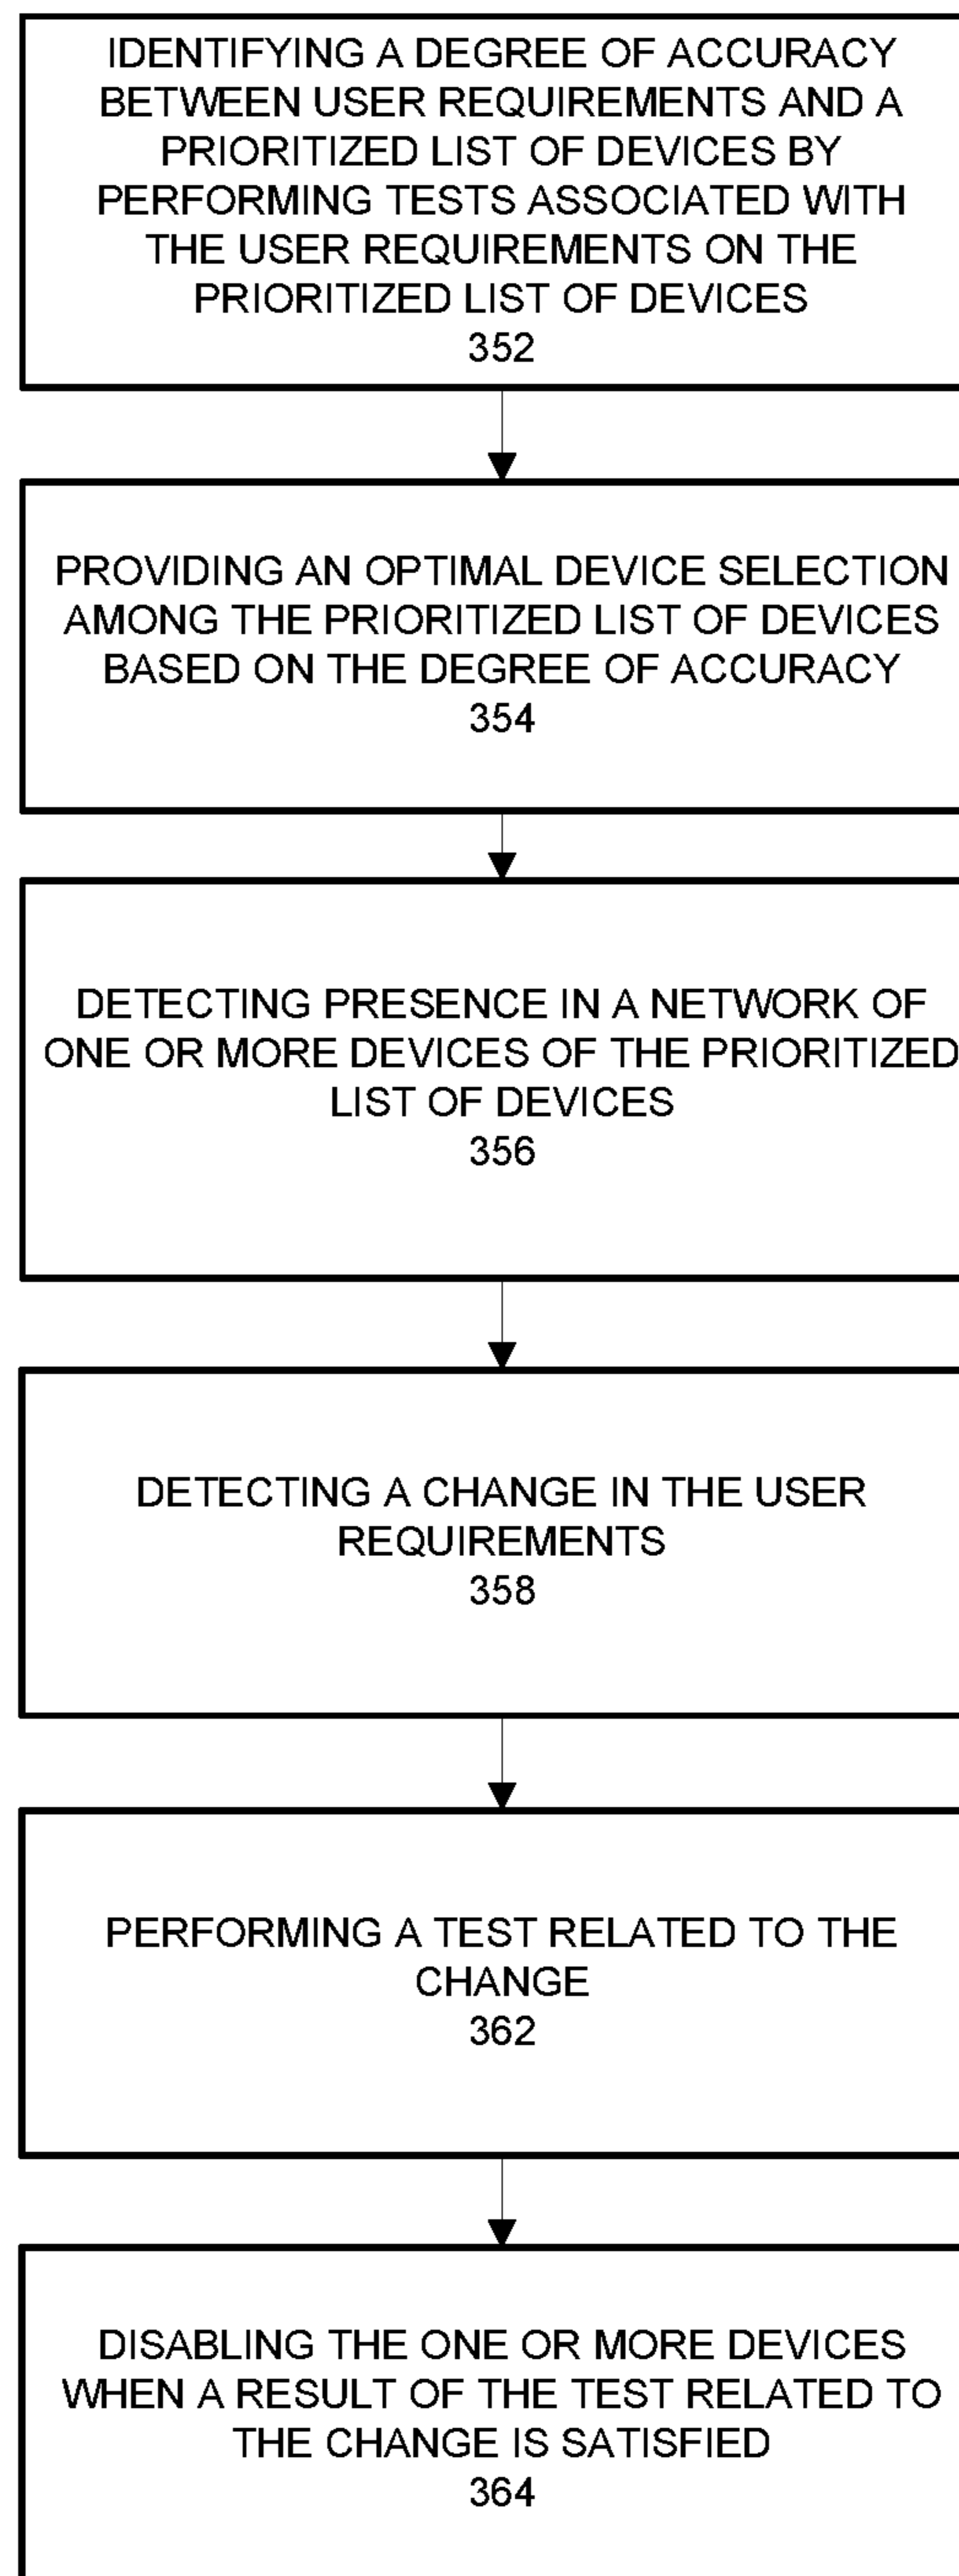 IDENTIFYING A DEGREE OF ACCURACY
BETWEEN USER REQUIREMENTS AND A
PRIORITIZED LIST OF DEVICES BY
PERFORMING TESTS ASSOCIATED WITH
THE USER REQUIREMENTS ON THE
PRIORITIZED LIST OF DEVICES
352
PROVIDING AN OPTIMAL DEVICE SELECTION
AMONG THE PRIORITIZED LIST OF DEVICES
BASED ON THE DEGREE OF ACCURACY
354
DETECTING PRESENCE IN A NETWORK OF
ONE OR MORE DEVICES OF THE PRIORITIZED
LIST OF DEVICES
356
DETECTING A CHANGE IN THE USER
REQUIREMENTS
358
PERFORMING A TEST RELATED TO THE
CHANGE
362
DISABLING THE ONE OR MORE DEVICES
WHEN A RESULT OF THE TEST RELATED TO
THE CHANGE IS SATISFIED
364